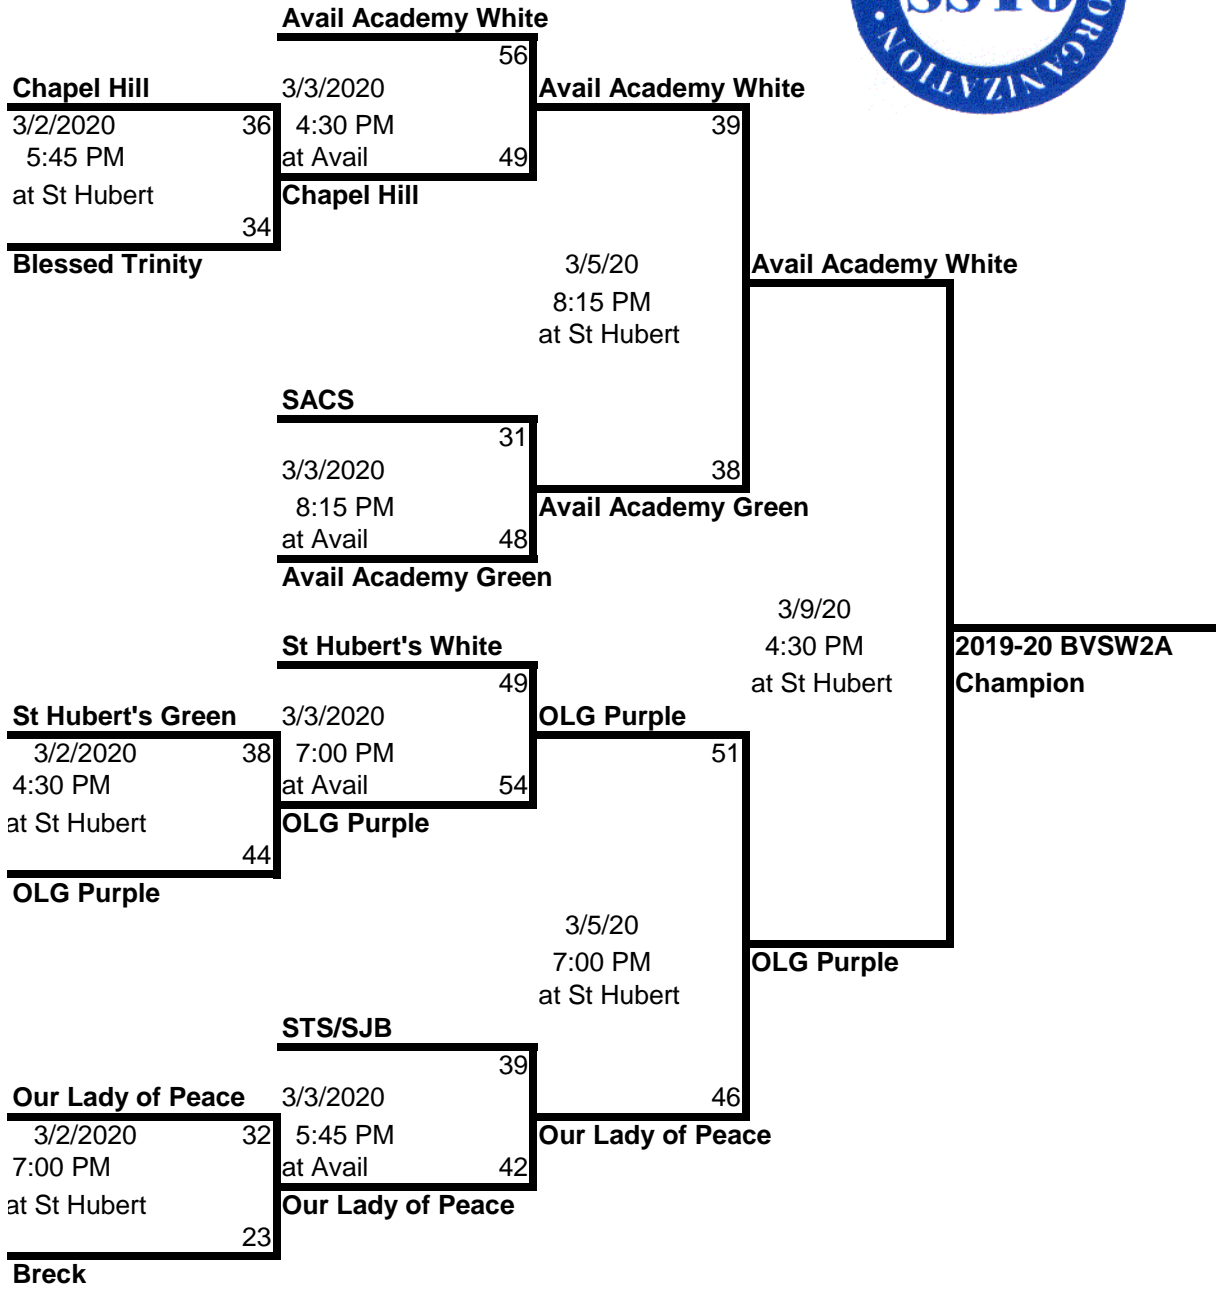 SSYO
• ORGANIZATION
Avail Academy White
56
Chapel Hill
3/3/2020
Avail Academy White
3/2/2020
36
4:30 PM
39
5:45 PM
at Avail
49
at St Hubert
Chapel Hill
34
Blessed Trinity
3/5/20
Avail Academy White
8:15 PM
at St Hubert
SACS
31
3/3/2020
38
8:15 PM
Avail Academy Green
at Avail
48
Avail Academy Green
3/9/20
St Hubert's White
4:30 PM
2019-20 BVSW2A
49
at St Hubert
Champion
St Hubert's Green
3/3/2020
OLG Purple
3/2/2020
38
7:00 PM
51
4:30 PM
at Avail
54
at St Hubert
OLG Purple
44
OLG Purple
3/5/20
7:00 PM
OLG Purple
at St Hubert
STS/SJB
39
Our Lady of Peace
3/3/2020
46
3/2/2020
32
5:45 PM
Our Lady of Peace
7:00 PM
at Avail
42
at St Hubert
Our Lady of Peace
23
Breck